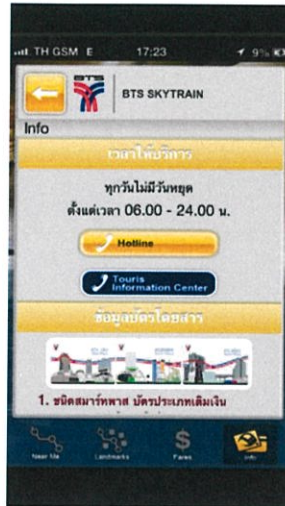 TH GSM E 17:23 9%
BTS
BTS SKYTRAIN
Info
เวลาให้บริการ
ทุกวันไม่มีวันหยุด
ตั้งแต่เวลา 06.00 - 24.00 น.
Hotline
Touris
Information Center
ข้อมูลบัตรโดยสาร
1. ชนิดสมาร์ทพาส บัตรประเภทเติมเงิน
Near Me Landmarks Fares Info